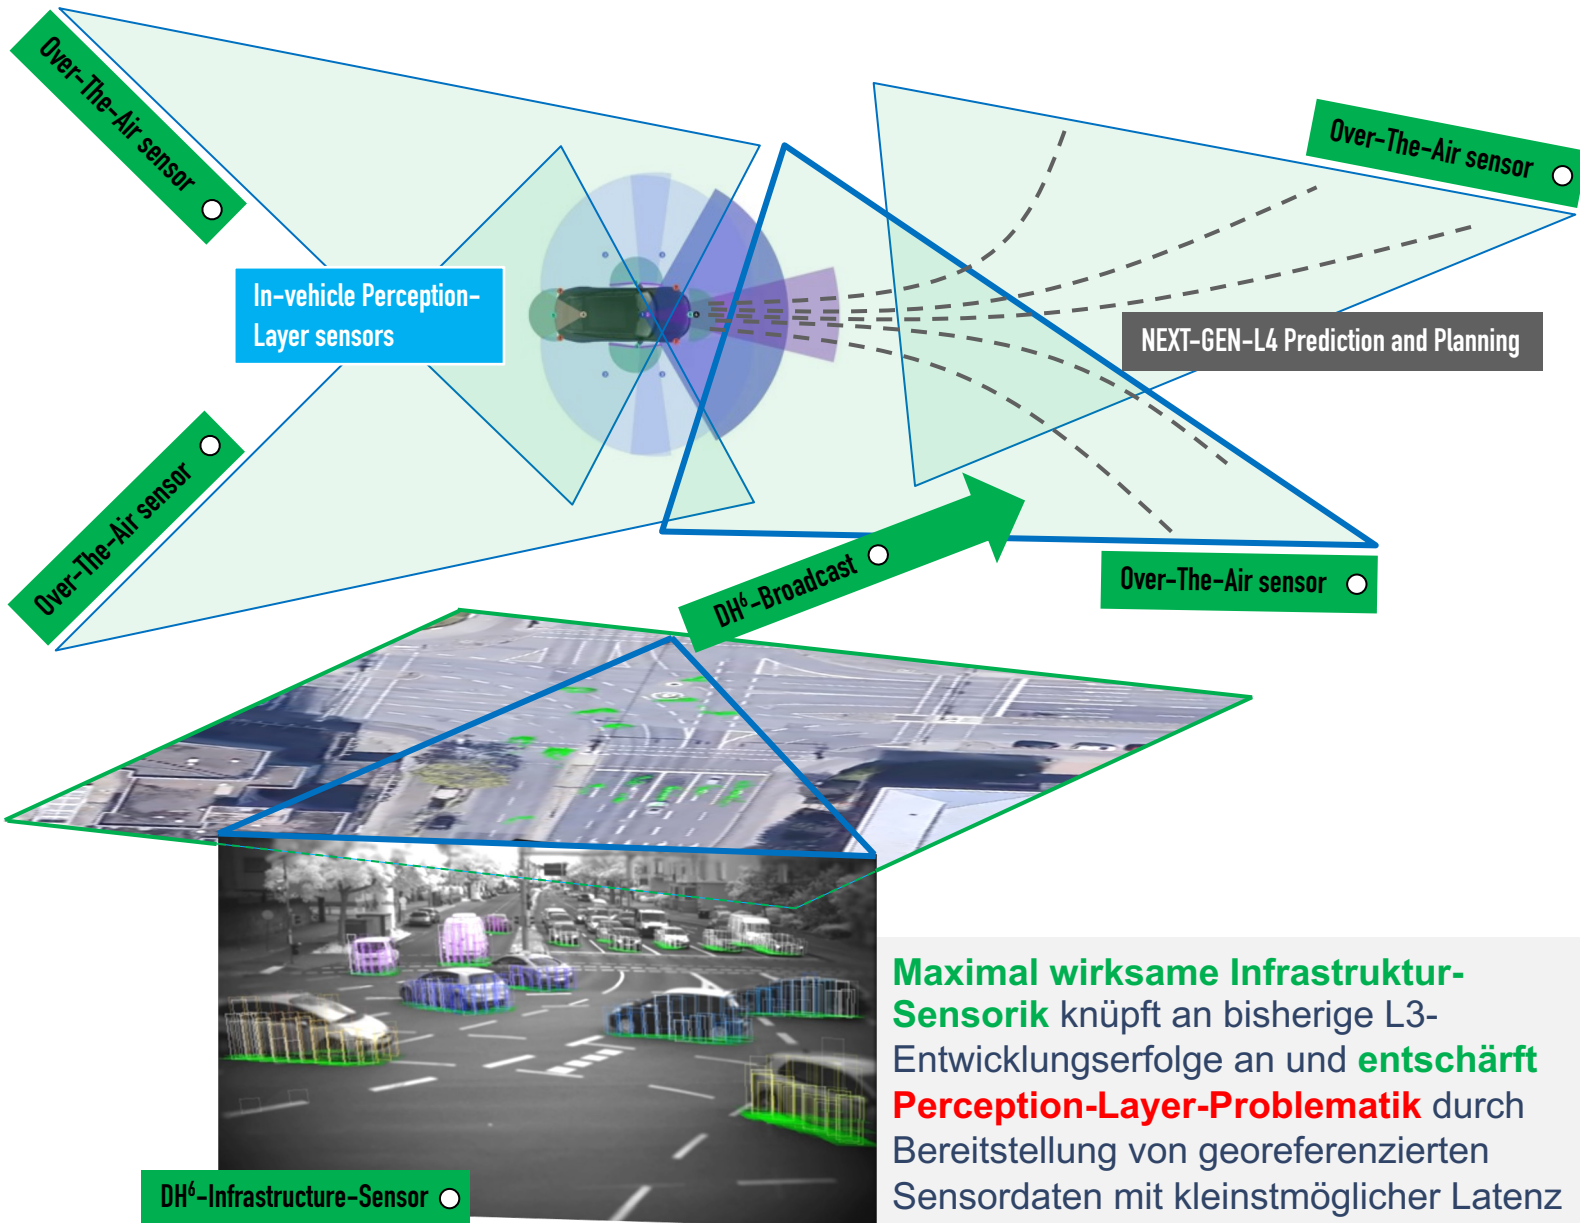 Over-The-Air sensor
Over-The-Air sensor
In-vehicle Perception-
Layer sensors
NEXT-GEN-L4 Prediction and Planning
Over-The-Air sensor
DH⁶-Broadcast
Over-The-Air sensor
Maximal wirksame Infrastruktur-
Sensorik knüpft an bisherige L3-
Entwicklungserfolge an und entschärft
Perception-Layer-Problematik durch
Bereitstellung von georeferenzierten
Sensordaten mit kleinstmöglicher Latenz
DH⁶-Infrastructure-Sensor